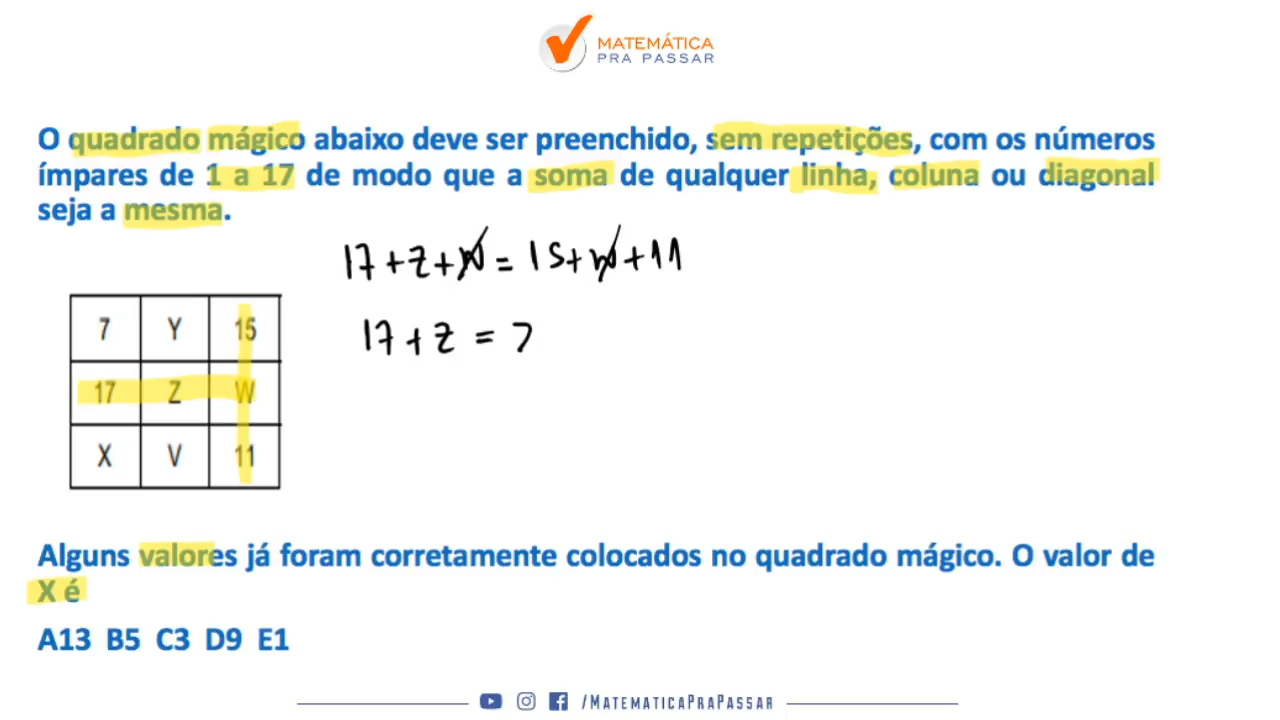 MATEMÁTICA
PRA PASSAR
O quadrado mágico abaixo deve ser preenchido, sem repetições, com os números
ímpares de 1 a 17 de modo que a soma de qualquer linha, coluna ou diagonal
seja a mesma.
17+Z+W=15+W+11
17+Z=2
7 Y 15
17 Z W
X V 11
Alguns valores já foram corretamente colocados no quadrado mágico. O valor de
X é
A13 B5 C3 D9 E1
/MATEMATICAPRAPASSAR